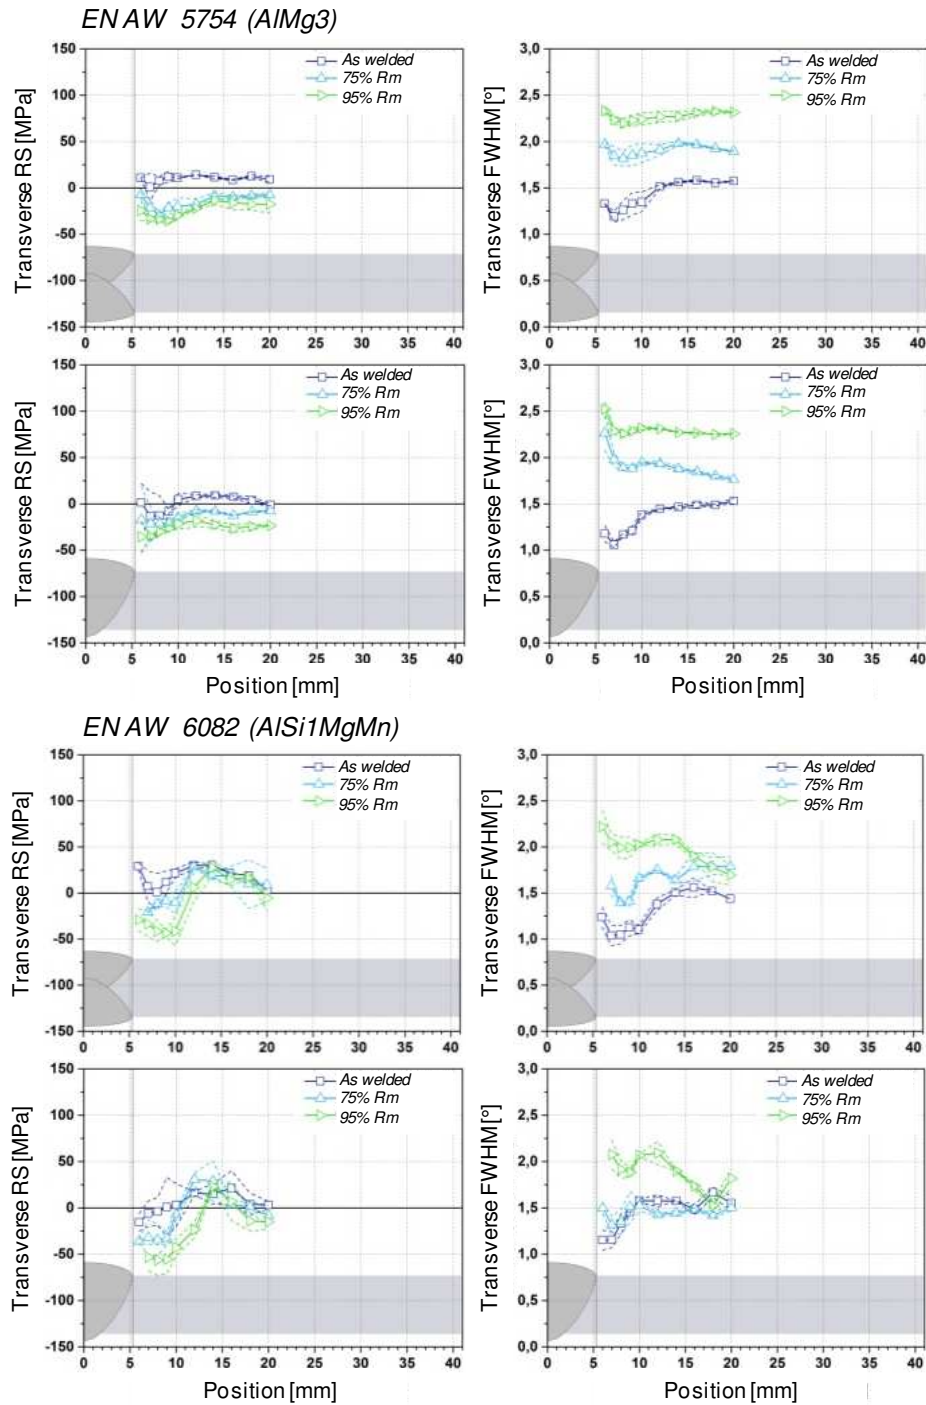 EN AW 5754 (AlMg3)
Transverse RS [MPa]
150
100
50
0
-50
-100
-150
As welded
75% Rm
95% Rm
0 5 10 15 20 25 30 35 40
Transverse FWHM [°]
3,0
2,5
2,0
1,5
1,0
0,5
0,0
As welded
75% Rm
95% Rm
0 5 10 15 20 25 30 35 40
Transverse RS [MPa]
150
100
50
0
-50
-100
-150
As welded
75% Rm
95% Rm
0 5 10 15 20 25 30 35 40
Position [mm]
Transverse FWHM [°]
3,0
2,5
2,0
1,5
1,0
0,5
0,0
As welded
75% Rm
95% Rm
0 5 10 15 20 25 30 35 40
Position [mm]
EN AW 6082 (AlSi1MgMn)
Transverse RS [MPa]
150
100
50
0
-50
-100
-150
As welded
75% Rm
95% Rm
0 5 10 15 20 25 30 35 40
Transverse FWHM [°]
3,0
2,5
2,0
1,5
1,0
0,5
0,0
As welded
75% Rm
95% Rm
0 5 10 15 20 25 30 35 40
Transverse RS [MPa]
150
100
50
0
-50
-100
-150
As welded
75% Rm
95% Rm
0 5 10 15 20 25 30 35 40
Position [mm]
Transverse FWHM [°]
3,0
2,5
2,0
1,5
1,0
0,5
0,0
As welded
75% Rm
95% Rm
0 5 10 15 20 25 30 35 40
Position [mm]